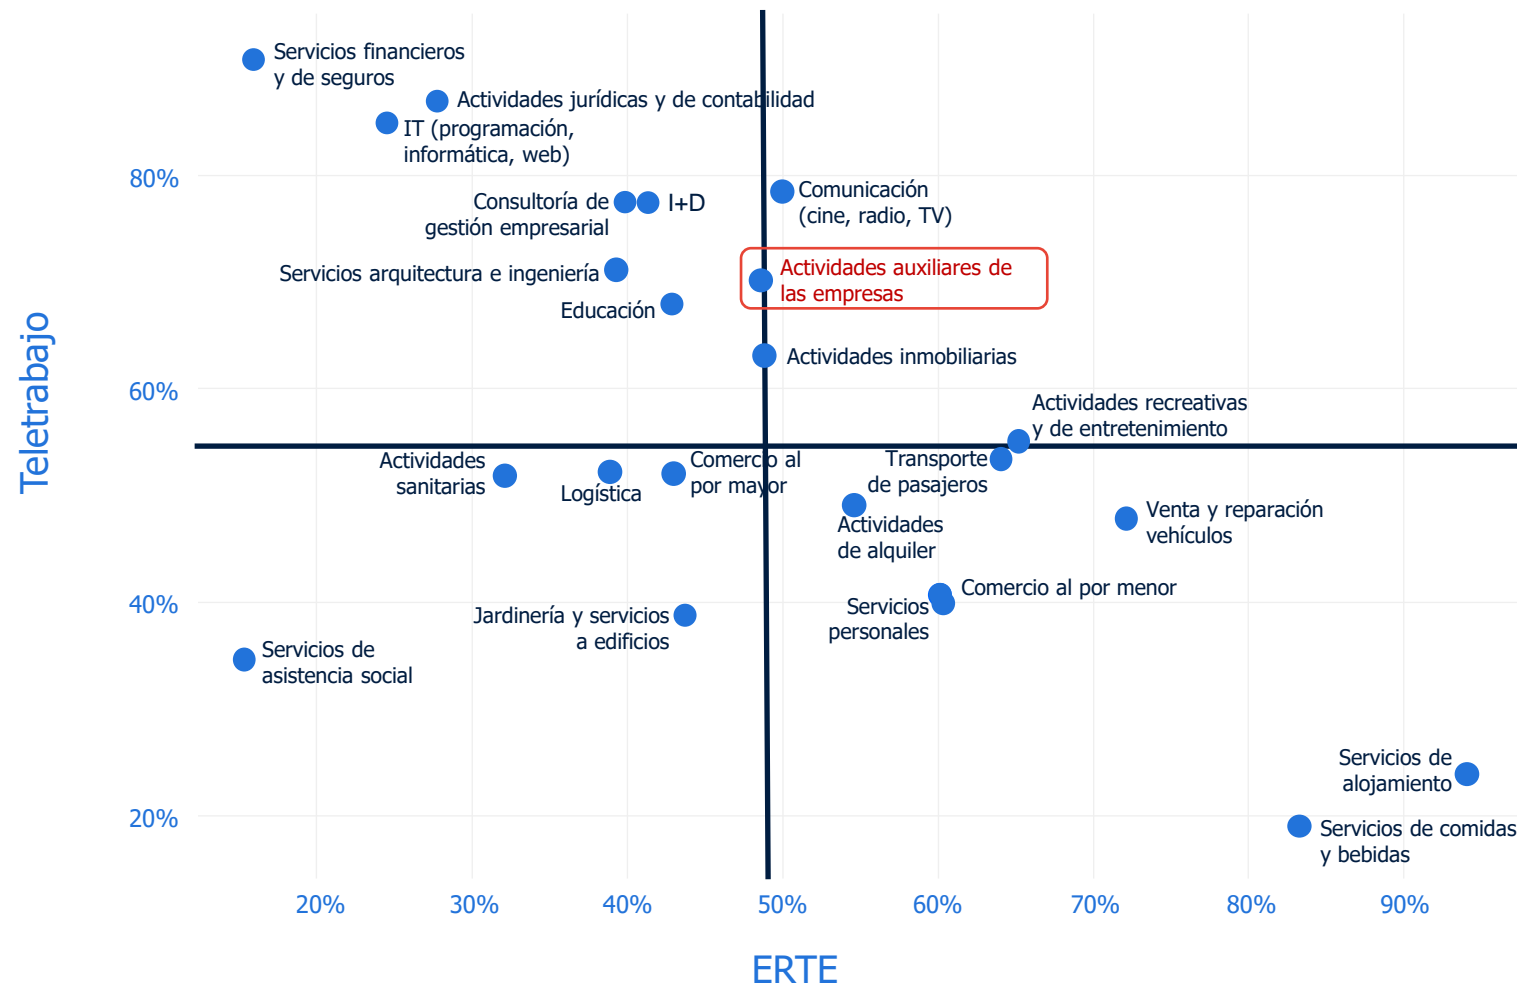 Servicios financieros
y de seguros
Actividades jurídicas y de contabilidad
IT (programación,
informática, web)
80%
Consultoría de
gestión empresarial
I+D
Comunicación
(cine, radio, TV)
Servicios arquitectura e ingeniería
Actividades auxiliares de
las empresas
Educación
Teletrabajo
Actividades inmobiliarias
60%
Actividades recreativas
y de entretenimiento
Actividades
sanitarias
Logística
Comercio al
por mayor
Transporte
de pasajeros
Actividades
de alquiler
Venta y reparación
vehículos
40%
Comercio al por menor
Servicios
personales
Jardinería y servicios
a edificios
Servicios de
asistencia social
Servicios de
alojamiento
20%
Servicios de comidas
y bebidas
20% 30% 40% 50% 60% 70% 80% 90%
ERTE